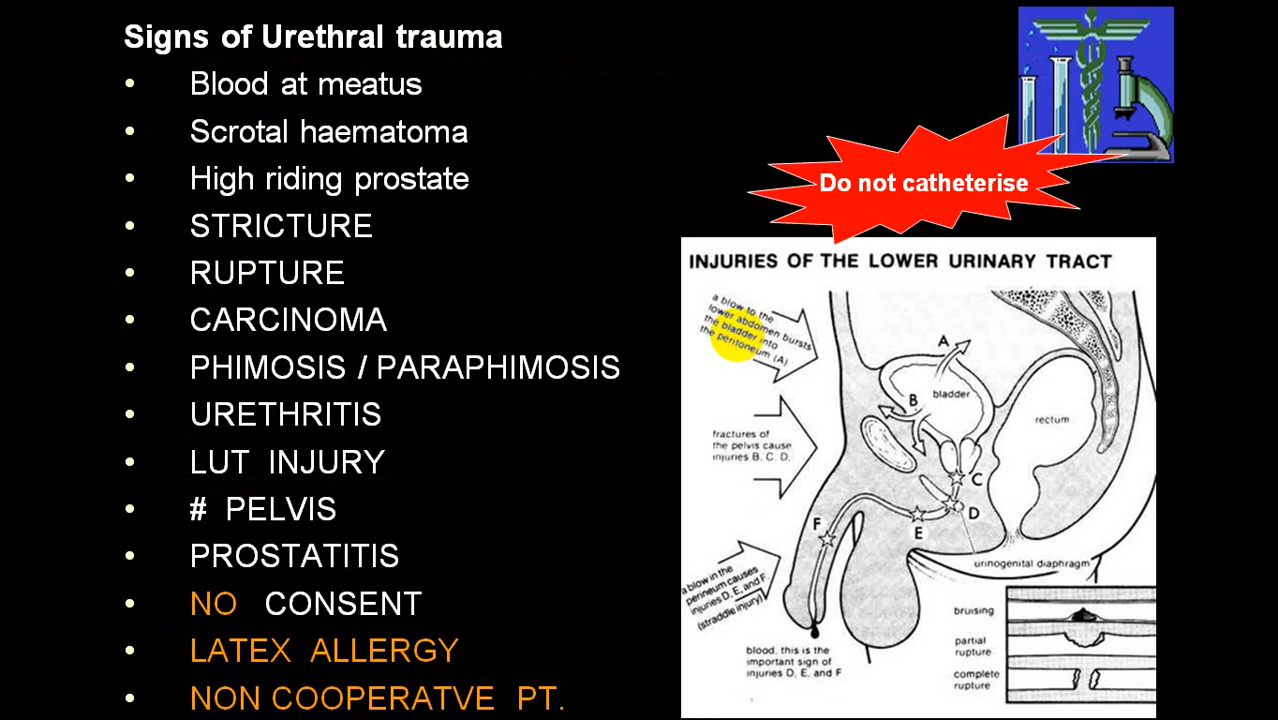 Signs of Urethral trauma
• Blood at meatus
• Scrotal haematoma
• High riding prostate
• STRICTURE
• RUPTURE
• CARCINOMA
• PHIMOSIS / PARAPHIMOSIS
• URETHRITIS
• LUT INJURY
• # PELVIS
• PROSTATITIS
• NO CONSENT
• LATEX ALLERGY
• NON COOPERATVE PT.
Do not catheterise
INJURIES OF THE LOWER URINARY TRACT
a blow to the
lower abdomen bursts
the bladder into
the peritoneum (A)
A
B
bladder
rectum
fractures of
the pelvis cause
injuries B, C, D,
C
D
E
F
urinogenital diaphragm
a blow in the
perineum causes
injuries D, E, and F
(straddle injury)
blood, this is the
important sign of
injuries D, E, and F
bruising
partial
rupture
complete
rupture